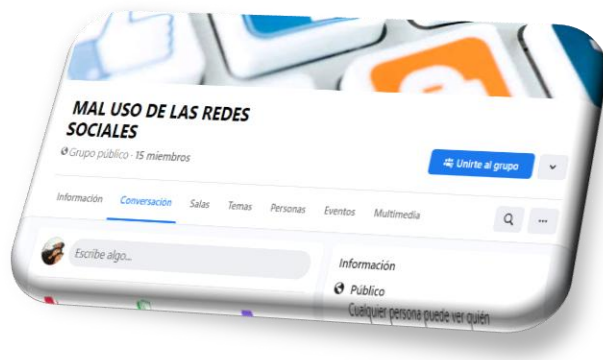 MAL USO DE LAS REDES
SOCIALES
Grupo público · 15 miembros
Unirte al grupo
Información Conversación Salas Temas Personas Eventos Multimedia
Escribe algo...
Información
Público
Cualquier persona puede ver quién